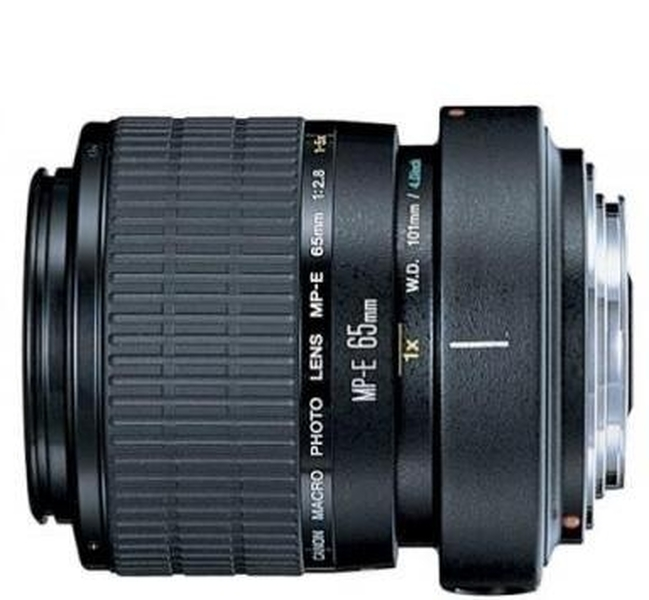 CANON MACRO PHOTO LENS MP-E 65mm 1:2.8 1-5x
MP-E 65mm
1x
W.D. 101mm / 4.0inch